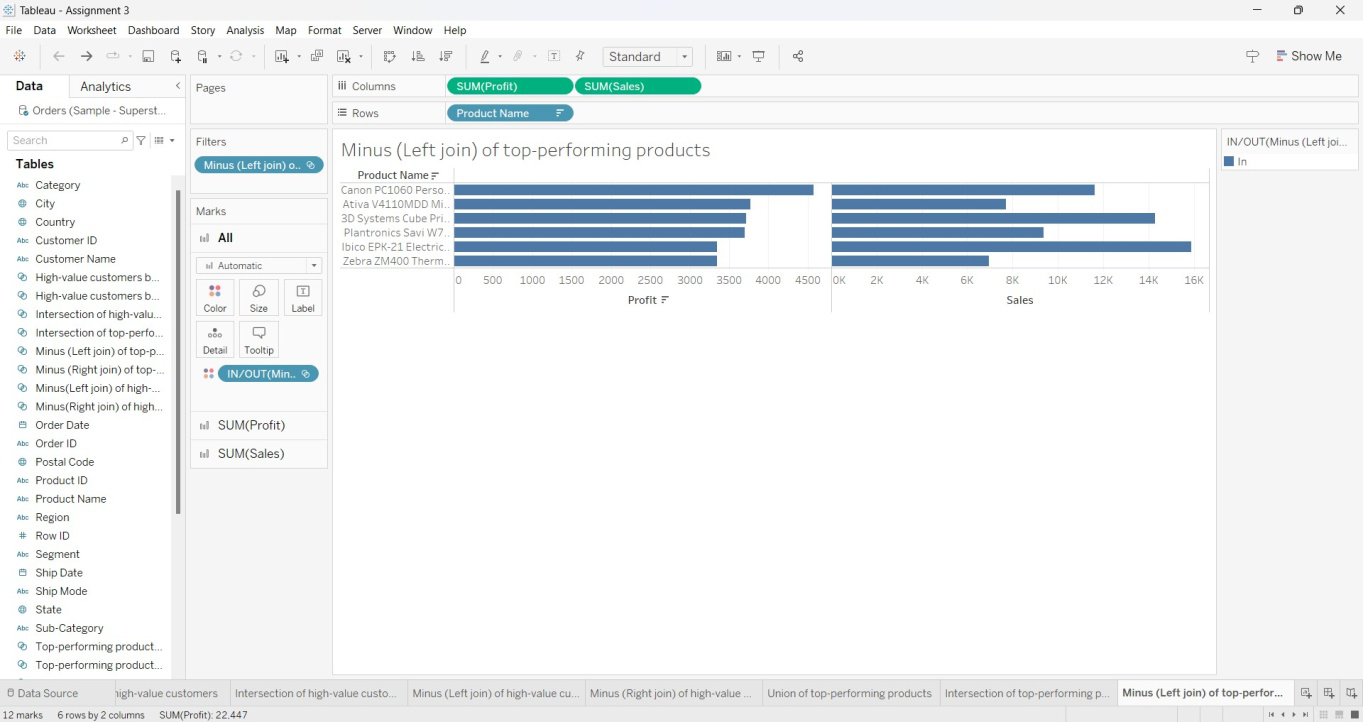 Tableau - Assignment 3
File Data Worksheet Dashboard Story Analysis Map Format Server Window Help
Standard
Show Me
Data Analytics
Orders (Sample - Superst...
Search
Tables
Abc Category
City
Country
Abc Customer ID
Abc Customer Name
High-value customers b...
High-value customers b...
Intersection of high-valu...
Intersection of top-perfo...
Minus (Left join) of top-p...
Minus (Right join) of top-...
Minus(Left join) of high-...
Minus(Right join) of high...
Order Date
Abc Order ID
Postal Code
Abc Product ID
Abc Product Name
Abc Region
# Row ID
Abc Segment
Ship Date
Abc Ship Mode
State
Abc Sub-Category
Top-performing product...
Top-performing product...
Pages
Filters
Minus (Left join) o..
Marks
All
Automatic
Color Size Label
Detail Tooltip
IN/OUT(Min..
SUM(Profit)
SUM(Sales)
Columns SUM(Profit) SUM(Sales)
Rows Product Name
Minus (Left join) of top-performing products
Product Name
Canon PC1060 Perso..
Ativa V4110MDD Mi..
3D Systems Cube Pri..
Plantronics Savi W7..
Ibico EPK-21 Electric..
Zebra ZM400 Therm..
0 500 1000 1500 2000 2500 3000 3500 4000 4500
0K 2K 4K 6K 8K 10K 12K 14K 16K
Profit Sales
IN/OUT(Minus (Left joi...
In
Data Source high-value customers Intersection of high-value custo... Minus (Left join) of high-value cu... Minus (Right join) of high-value ... Union of top-performing products Intersection of top-performing p... Minus (Left join) of top-perfor...
12 marks 6 rows by 2 columns SUM(Profit): 22.447